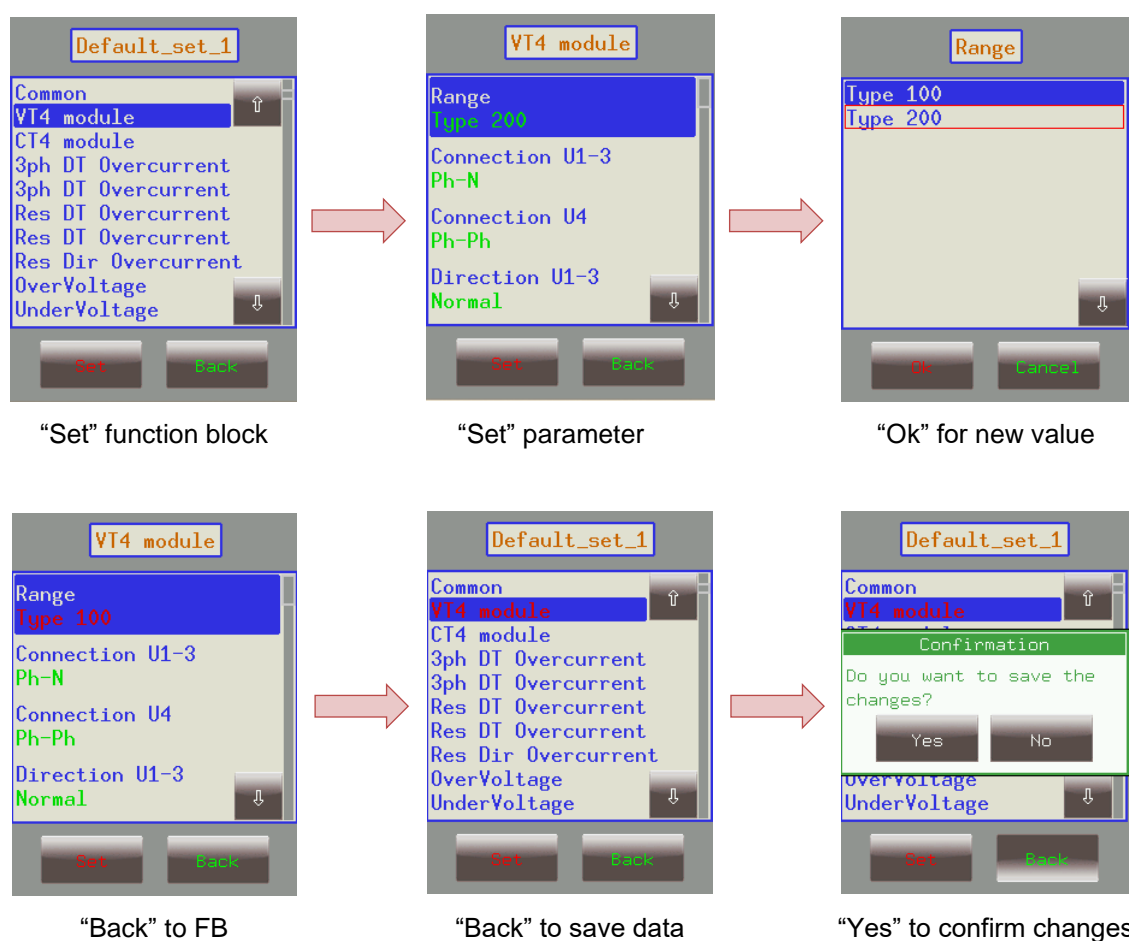 Default_set_1
Common
VT4 module
CT4 module
3ph DT Overcurrent
3ph DT Overcurrent
Res DT Overcurrent
Res DT Overcurrent
Res Dir Overcurrent
OverVoltage
UnderVoltage
Set Back
“Set” function block
VT4 module
Range
Type 200
Connection U1-3
Ph-N
Connection U4
Ph-Ph
Direction U1-3
Normal
Set Back
“Set” parameter
Range
Type 100
Type 200
Ok Cancel
“Ok” for new value
VT4 module
Range
Type 100
Connection U1-3
Ph-N
Connection U4
Ph-Ph
Direction U1-3
Normal
Set Back
“Back” to FB
Default_set_1
Common
VT4 module
CT4 module
3ph DT Overcurrent
3ph DT Overcurrent
Res DT Overcurrent
Res DT Overcurrent
Res Dir Overcurrent
OverVoltage
UnderVoltage
Set Back
“Back” to save data
Default_set_1
Common
VT4 module
Confirmation
Do you want to save the
changes?
Yes No
OverVoltage
UnderVoltage
Set Back
“Yes” to confirm changes